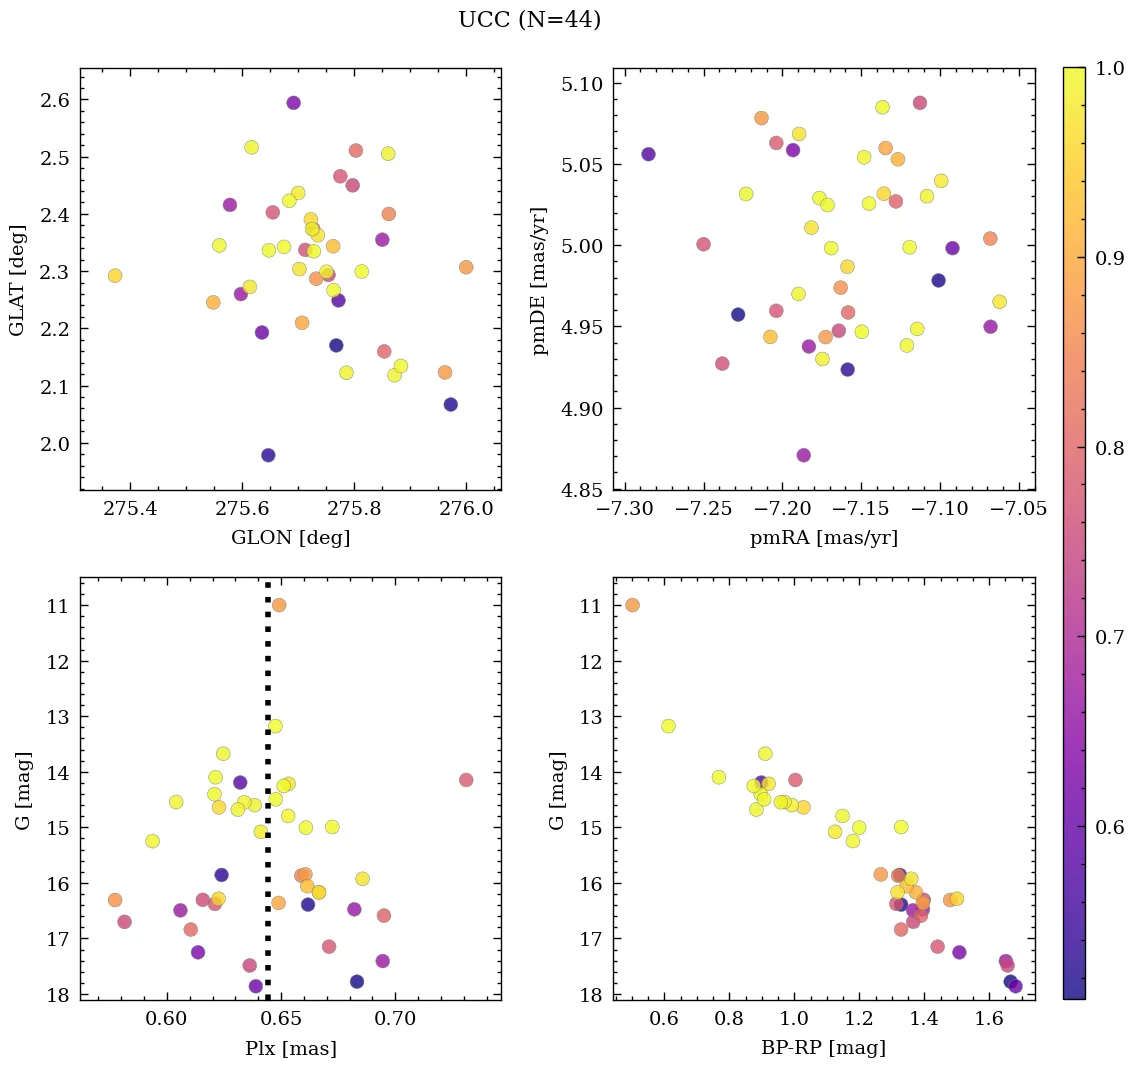 UCC (N=44)
2.6
2.5
2.4
2.3
2.2
2.1
2.0
GLAT [deg]
275.4 275.6 275.8 276.0
GLON [deg]
5.10
5.05
5.00
4.95
4.90
4.85
pmDE [mas/yr]
−7.30 −7.25 −7.20 −7.15 −7.10 −7.05
pmRA [mas/yr]
1.0
0.9
0.8
0.7
0.6
11
12
13
14
15
16
17
18
G [mag]
0.60 0.65 0.70
Plx [mas]
11
12
13
14
15
16
17
18
G [mag]
0.6 0.8 1.0 1.2 1.4 1.6
BP-RP [mag]